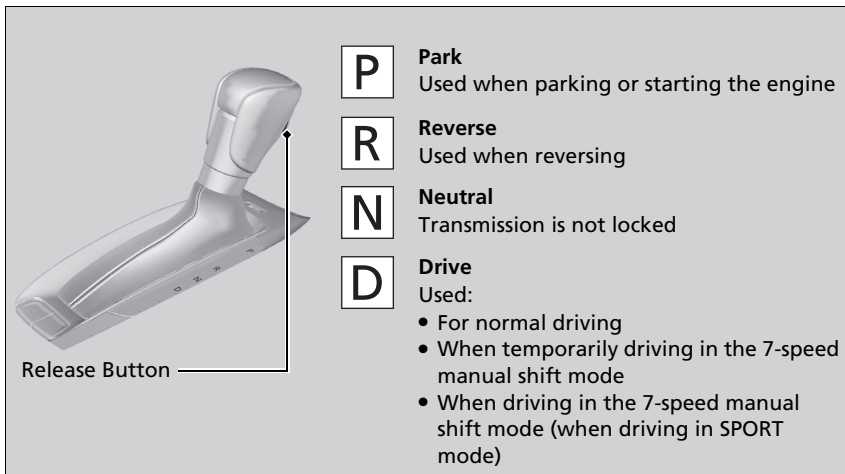 P
Park
Used when parking or starting the engine
R
Reverse
Used when reversing
N
Neutral
Transmission is not locked
D
Drive
Used:
• For normal driving
• When temporarily driving in the 7-speed
manual shift mode
• When driving in the 7-speed manual
shift mode (when driving in SPORT
mode)
P
R
N
D
Release Button